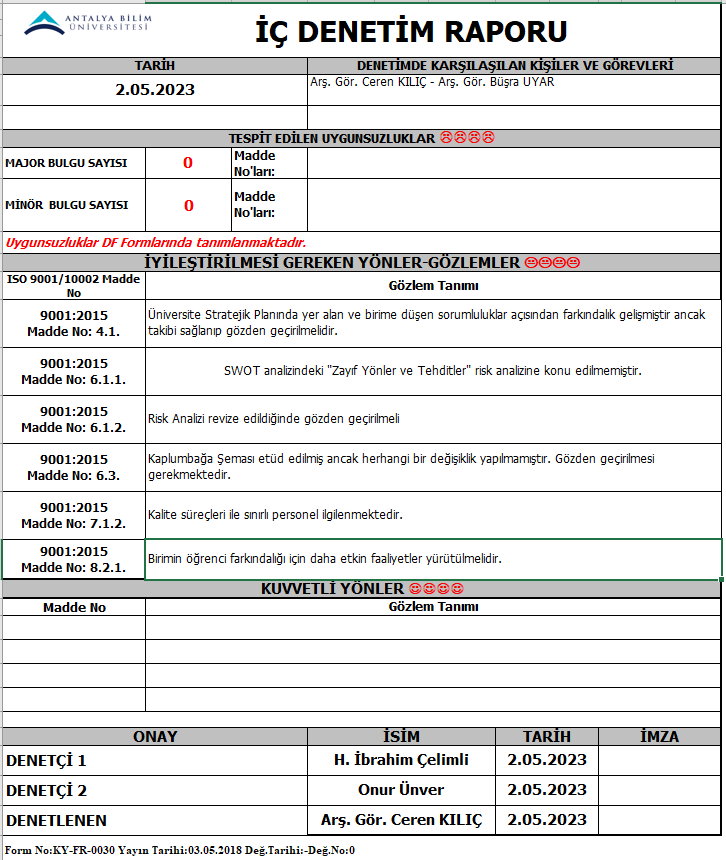 ANTALYA BİLİM
ÜNİVERSİTESİ
İÇ DENETİM RAPORU
TARİH
DENETİMDE KARŞILAŞILAN KİŞİLER VE GÖREVLERİ
2.05.2023
Arş. Gör. Ceren KILIÇ - Arş. Gör. Büşra UYAR
TESPİT EDİLEN UYGUNSUZLUKLAR ☹☹☹☹
MAJOR BULGU SAYISI
0
Madde
No'ları:
MİNÖR BULGU SAYISI
0
Madde
No'ları:
Uygunsuzluklar DF Formlarında tanımlanmaktadır.
İYİLEŞTİRİLMESİ GEREKEN YÖNLER-GÖZLEMLER 😐😐😐😐
ISO 9001/10002 Madde
No
Gözlem Tanımı
9001:2015
Madde No: 4.1.
Üniversite Stratejik Planında yer alan ve birime düşen sorumluluklar açısından farkındalık gelişmiştir ancak
takibi sağlanıp gözden geçirilmelidir.
9001:2015
Madde No: 6.1.1.
SWOT analizindeki "Zayıf Yönler ve Tehditler" risk analizine konu edilmemiştir.
9001:2015
Madde No: 6.1.2.
Risk Analizi revize edildiğinde gözden geçirilmeli
9001:2015
Madde No: 6.3.
Kaplumbağa Şeması etüd edilmiş ancak herhangi bir değişiklik yapılmamıştır. Gözden geçirilmesi
gerekmektedir.
9001:2015
Madde No: 7.1.2.
Kalite süreçleri ile sınırlı personel ilgilenmektedir.
9001:2015
Madde No: 8.2.1.
Birimin öğrenci farkındalığı için daha etkin faaliyetler yürütülmelidir.
KUVVETLİ YÖNLER ☺☺☺☺
Madde No
Gözlem Tanımı
ONAY
İSİM
TARİH
İMZA
DENETÇİ 1
H. İbrahim Çelimli
2.05.2023
DENETÇİ 2
Onur Ünver
2.05.2023
DENETLENEN
Arş. Gör. Ceren KILIÇ
2.05.2023
Form No:KY-FR-0030 Yayın Tarihi:03.05.2018 Değ.Tarihi:-Değ.No:0